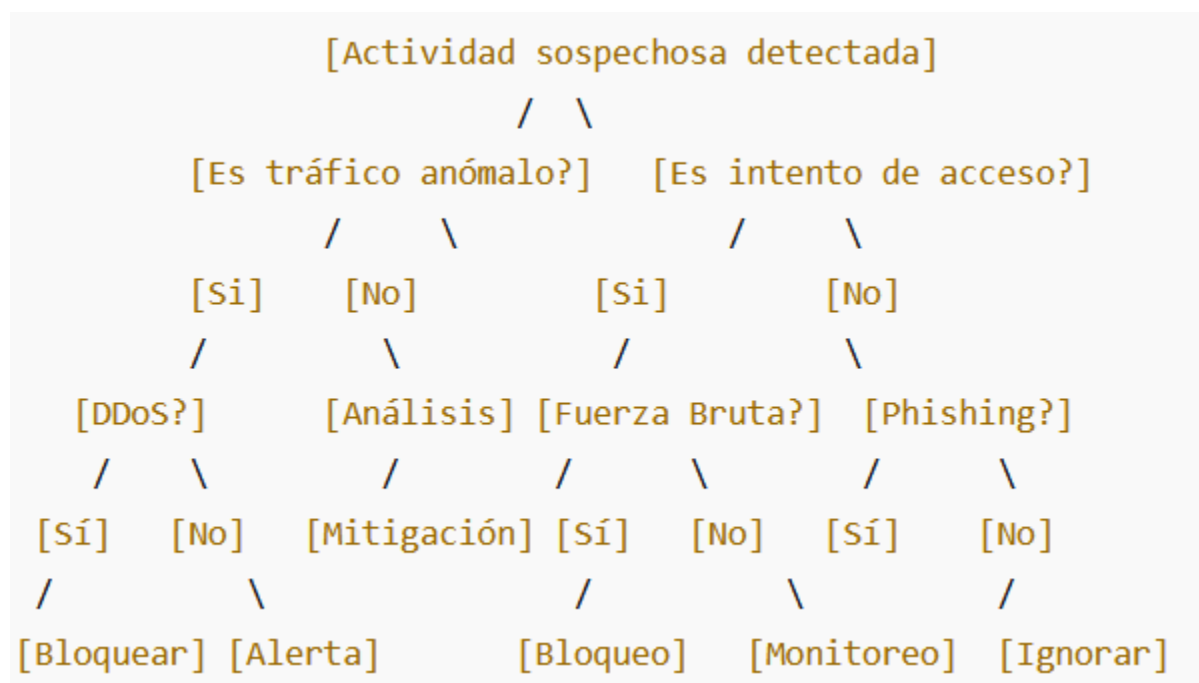 [Actividad sospechosa detectada]
/ \
[Es tráfico anómalo?] [Es intento de acceso?]
/ \ / \
[Si] [No] [Si] [No]
/ \ / \
[DDoS?] [Análisis] [Fuerza Bruta?] [Phishing?]
/ \ / / \ / \
[Sí] [No] [Mitigación] [Sí] [No] [Sí] [No]
/ \ / \ /
[Bloquear] [Alerta] [Bloqueo] [Monitoreo] [Ignorar]